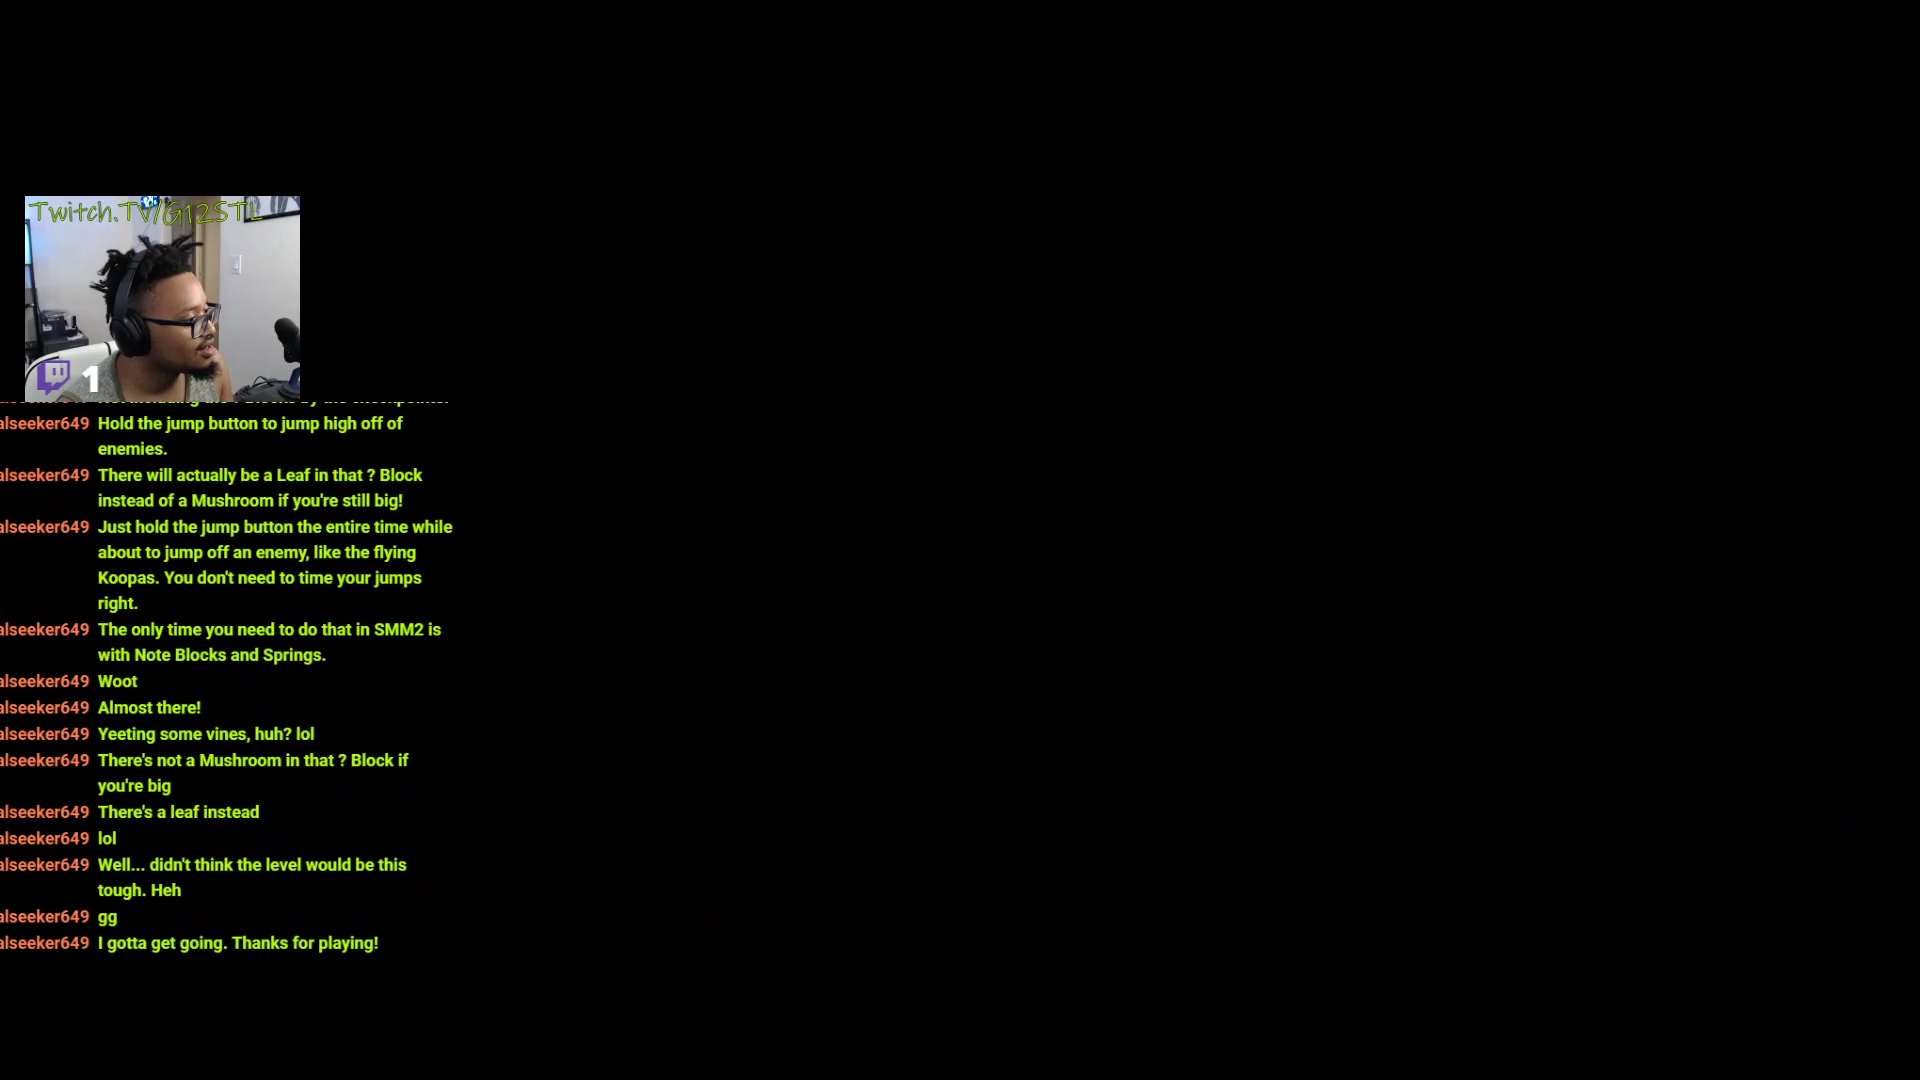 Twitch.TV/G12STL
1
alseeker649 Hold the jump button to jump high off of
enemies.
alseeker649 There will actually be a Leaf in that ? Block
instead of a Mushroom if you're still big!
alseeker649 Just hold the jump button the entire time while
about to jump off an enemy, like the flying
Koopas. You don't need to time your jumps
right.
alseeker649 The only time you need to do that in SMM2 is
with Note Blocks and Springs.
alseeker649 Woot
alseeker649 Almost there!
alseeker649 Yeeting some vines, huh? lol
alseeker649 There's not a Mushroom in that ? Block if
you're big
alseeker649 There's a leaf instead
alseeker649 lol
alseeker649 Well... didn't think the level would be this
tough. Heh
alseeker649 gg
alseeker649 I gotta get going. Thanks for playing!